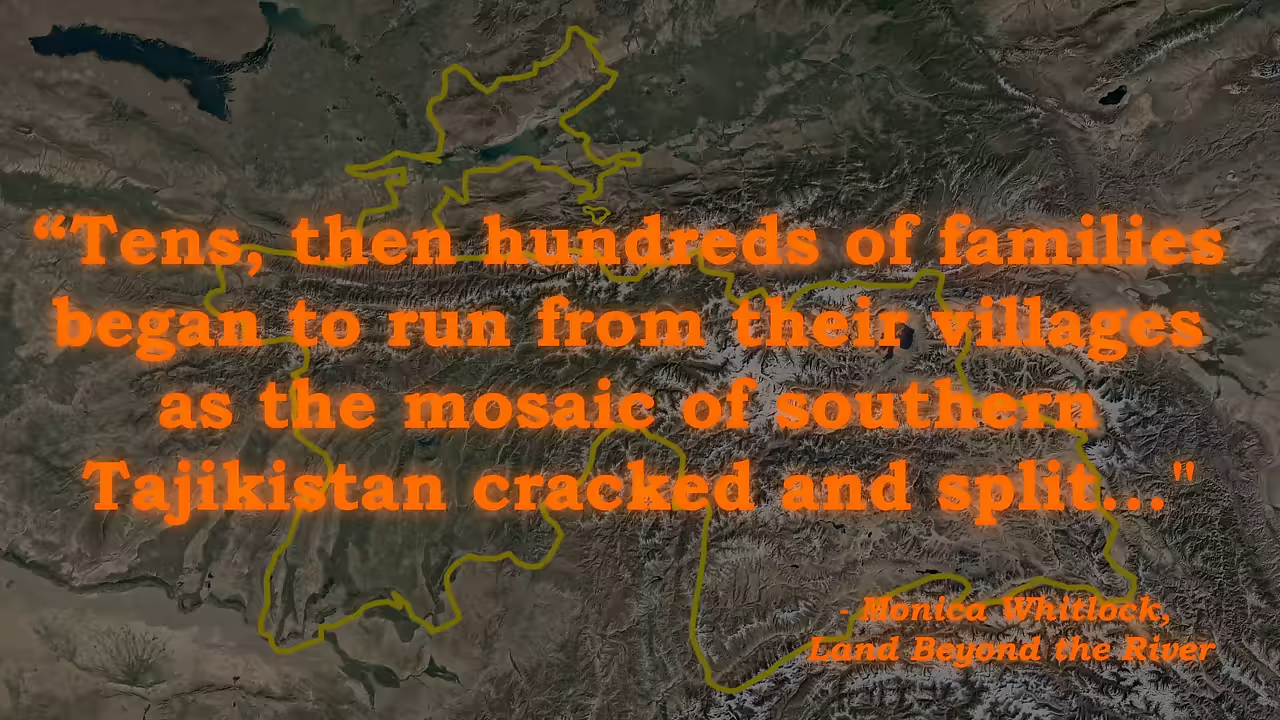 “Tens, then hundreds of families
began to run from their villages
as the mosaic of southern
Tajikistan cracked and split..."
- Monica Whitlock,
Land Beyond the River